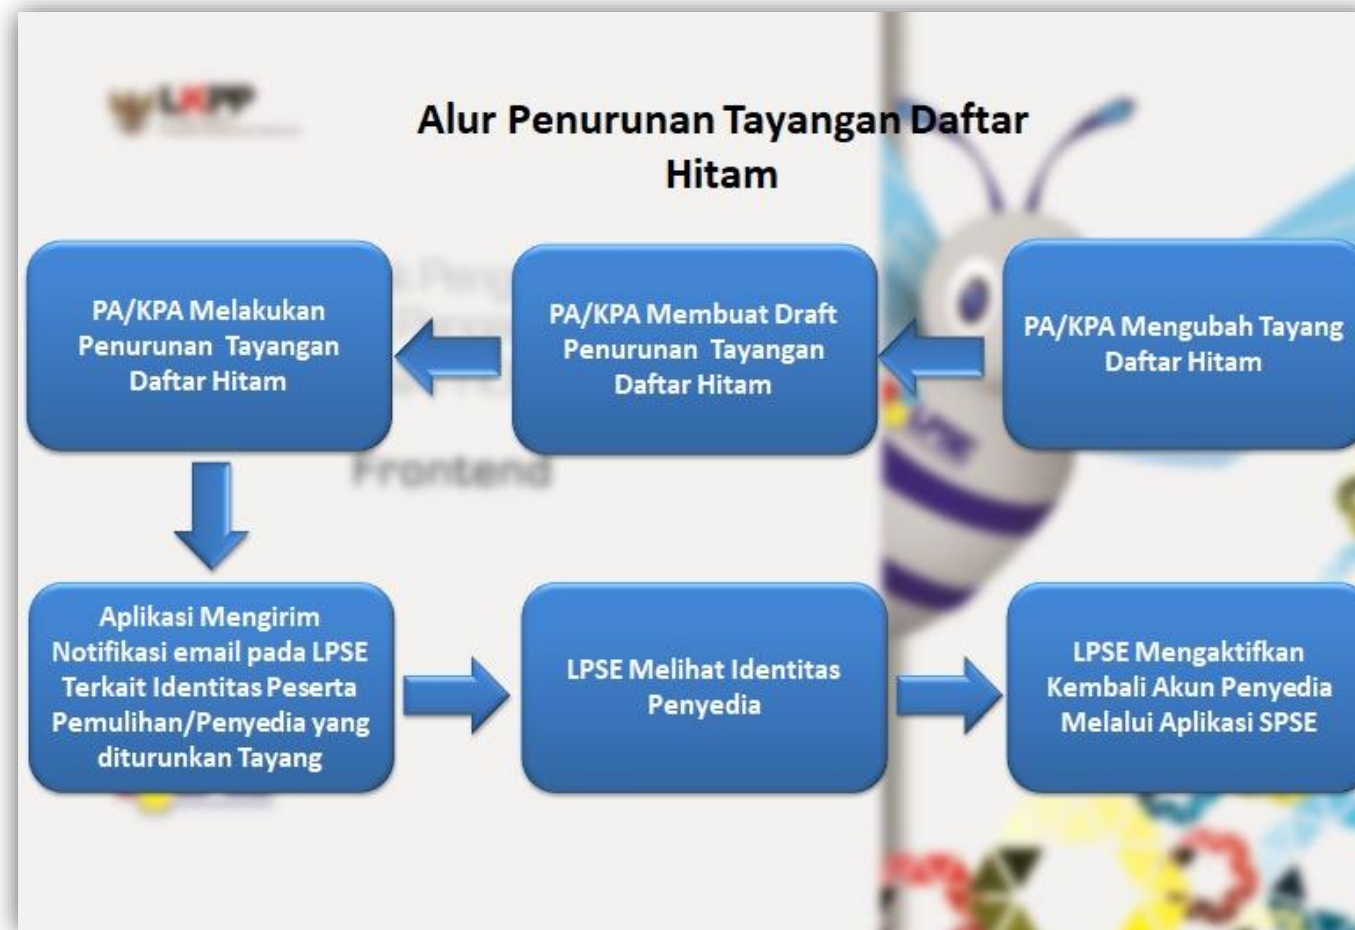 LKPP
Alur Penurunan Tayangan Daftar
Hitam
PA/KPA Melakukan
Penurunan Tayangan
Daftar Hitam
PA/KPA Membuat Draft
Penurunan Tayangan
Daftar Hitam
PA/KPA Mengubah Tayang
Daftar Hitam
Frontend
LPSE
Aplikasi Mengirim
Notifikasi email pada LPSE
Terkait Identitas Peserta
Pemulihan/Penyedia yang
diturunkan Tayang
LPSE Melihat Identitas
Penyedia
LPSE Mengaktifkan
Kembali Akun Penyedia
Melalui Aplikasi SPSE